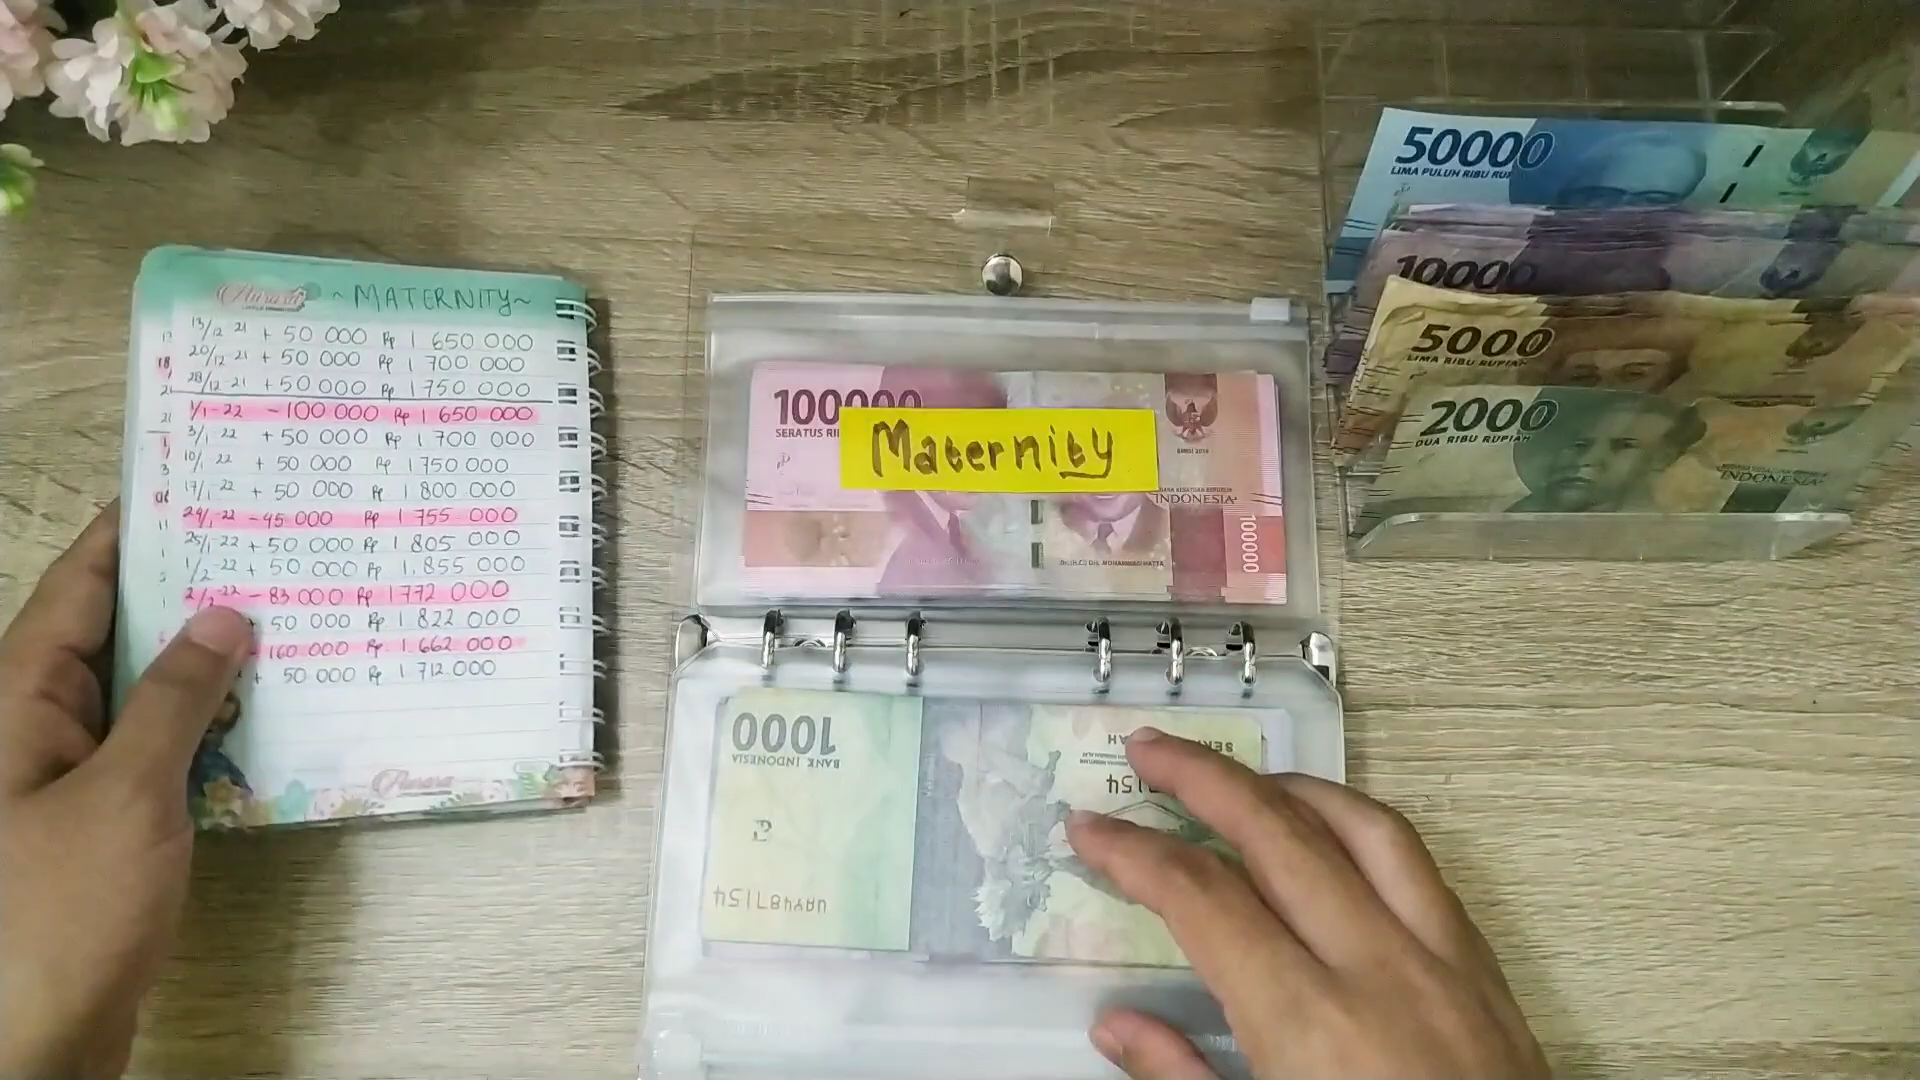 ~MATERNITY~
13/12 21 + 50 000 Rp 1 650 000
20/12 21 + 50 000 Rp 1 700 000
28/12-21 + 50 000 Rp 1 750 000
1/1-22 - 100 000 Rp 1 650 000
3/1-22 + 50 000 Rp 1 700 000
10/1-22 + 50 000 Rp 1 750 000
17/1-22 + 50 000 Rp 1 800 000
24/1-22 - 45 000 Rp 1 755 000
25/1-22 + 50 000 Rp 1 805 000
1/2-22 + 50 000 Rp 1.855 000
2/2-22 - 83 000 Rp 1 772 000
50 000 Rp 1 822 000
160 000 Rp 1.662 000
+ 50 000 Rp 1 712.000
100000
Maternity
INDONESIA
100000
1000
BANK INDONESIA
UAY487154
7154
50000
LIMA PULUH RIBU
10000
5000
LIMA RIBU RUPIAH
2000
DUA RIBU RUPIAH